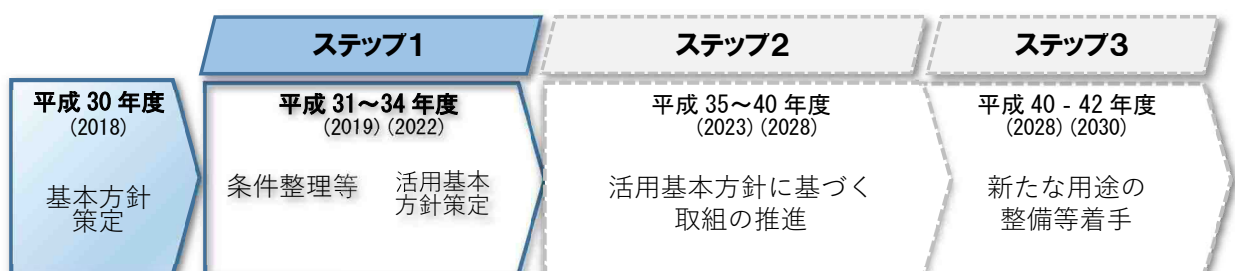 ステップ1
ステップ2
ステップ3
平成 30 年度
(2018)
基本方針
策定
平成 31～34 年度
(2019) (2022)
条件整理等
活用基本
方針策定
平成 35～40 年度
(2023) (2028)
活用基本方針に基づく
取組の推進
平成 40 - 42 年度
(2028) (2030)
新たな用途の
整備等着手